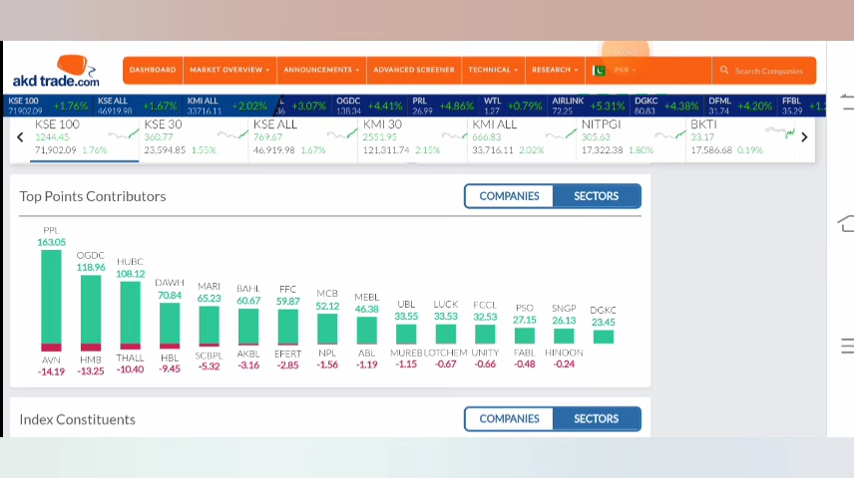 akd trade.com
DASHBOARD MARKET OVERVIEW ANNOUNCEMENTS ADVANCED SCREENER TECHNICAL RESEARCH PKR Search Companies
KSE 100 +1.76% KSE ALL +1.67% KMI ALL +2.02% +3.07% OGDC +4.41% PRL +4.86% WTL +0.79% AIRLINK +5.31% DGKC +4.38% DFML +4.20% FFBL
71902.09 46919.98 33716.11 138.34 26.99 1.27 72.25 80.83 31.74 35.29
KSE 100 KSE 30 KSE ALL KMI 30 KMI ALL NITPGI BKTI
1244.45 360.77 769.67 2551.95 666.83 305.63 33.17
71,902.09 1.76% 23,594.85 1.55% 46,919.98 1.67% 121,311.74 2.15% 33,716.11 2.02% 17,322.38 1.80% 17,586.68 0.19%
Top Points Contributors COMPANIES SECTORS
PPL OGDC HUBC DAWH MARI BAHL FFC MCB MEBL UBL LUCK FCCL PSO SNGP DGKC
163.05 118.96 108.12 70.84 65.23 60.67 59.87 52.12 46.38 33.55 33.53 32.53 27.15 26.13 23.45
AVN HMB THALL HBL SCBPL AKBL EFERT NPL ABL MUREB LOTCHEM UNITY FABL HINOON
-14.19 -13.25 -10.40 -9.45 -5.32 -3.16 -2.85 -1.56 -1.19 -1.15 -0.67 -0.66 -0.48 -0.24
Index Constituents COMPANIES SECTORS